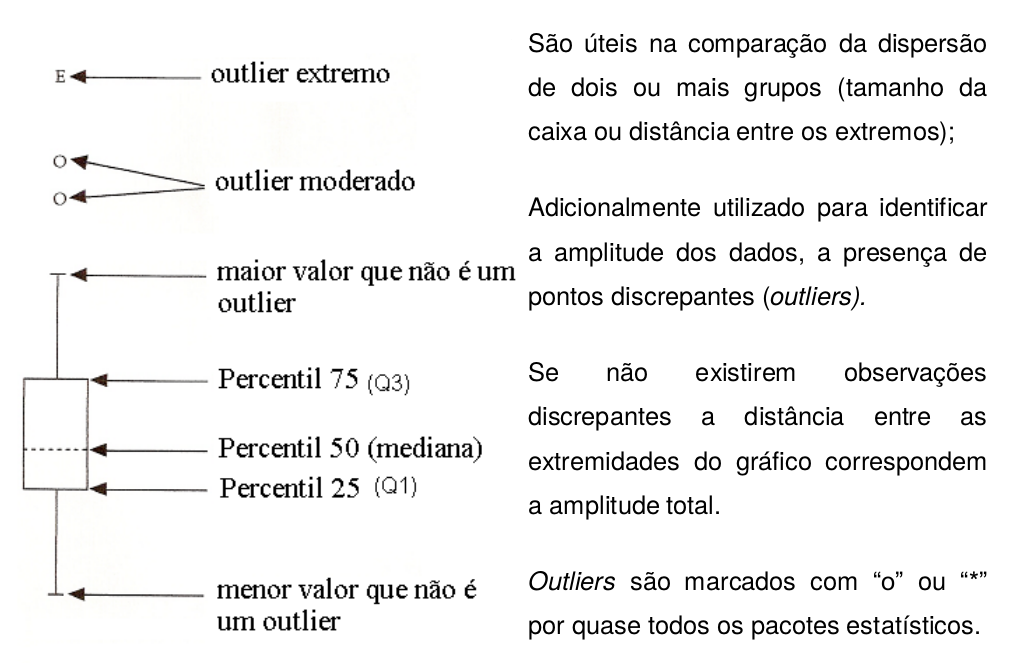 E
outlier extremo
O
O
outlier moderado
maior valor que não é um
outlier
Percentil 75 (Q3)
Percentil 50 (mediana)
Percentil 25 (Q1)
menor valor que não é
um outlier
São úteis na comparação da dispersão
de dois ou mais grupos (tamanho da
caixa ou distância entre os extremos);
Adicionalmente utilizado para identificar
a amplitude dos dados, a presença de
pontos discrepantes (outliers).
Se não existirem observações
discrepantes a distância entre as
extremidades do gráfico correspondem
a amplitude total.
Outliers são marcados com “o” ou “*”
por quase todos os pacotes estatísticos.